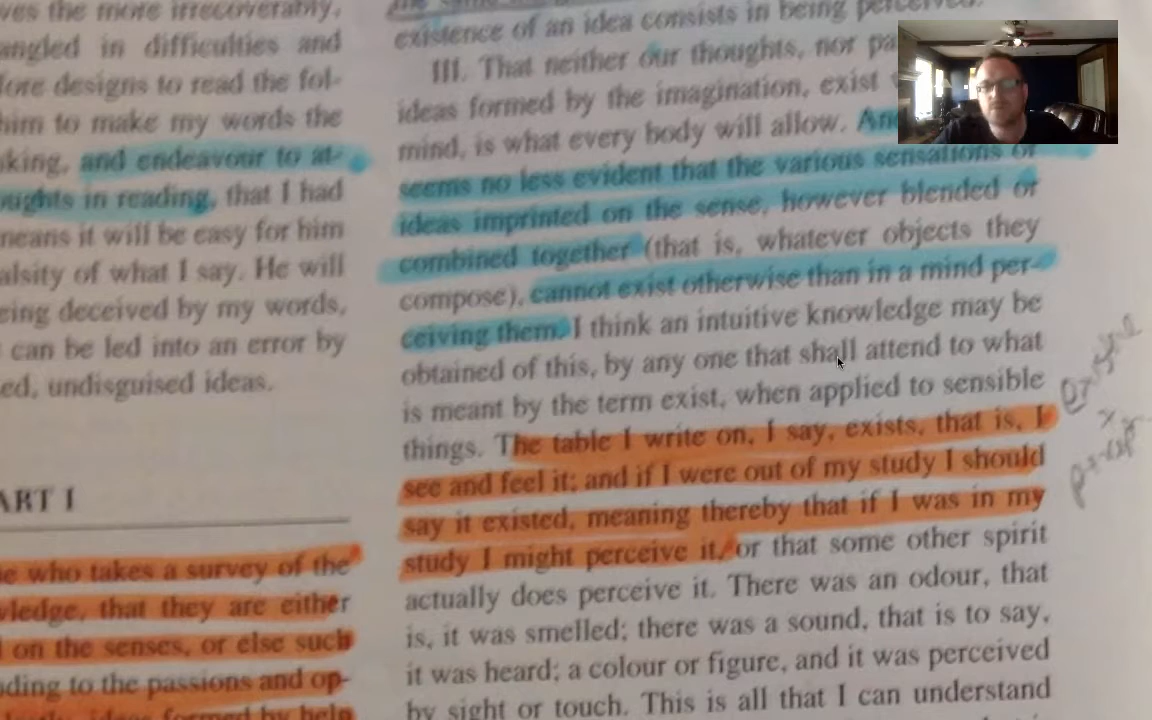 ves the more irrecoverably,
angled in difficulties and
fore designs to read the fol-
him to make my words the
king, and endeavour to at-
oughts in reading, that I had
means it will be easy for him
alsity of what I say. He will
eing deceived by my words,
can be led into an error by
ed, undisguised ideas.
ART I
e who takes a survey of the
wledge, that they are either
on the senses, or else such
ding to the passions and op-
ideas formed by help
existence of an idea consists in being perceived.
III. That neither our thoughts, nor pa
ideas formed by the imagination, exist
mind, is what every body will allow. And
seems no less evident that the various sensations or
ideas imprinted on the sense, however blended or
combined together (that is, whatever objects they
compose), cannot exist otherwise than in a mind per-
ceiving them. I think an intuitive knowledge may be
obtained of this, by any one that shall attend to what
is meant by the term exist, when applied to sensible
things. The table I write on, I say, exists, that is, I
see and feel it; and if I were out of my study I should
say it existed, meaning thereby that if I was in my
study I might perceive it, or that some other spirit
actually does perceive it. There was an odour, that
is, it was smelled; there was a sound, that is to say,
it was heard; a colour or figure, and it was perceived
by sight or touch. This is all that I can understand